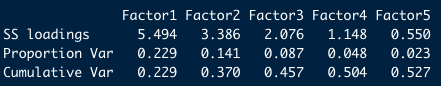 Factor1 Factor2 Factor3 Factor4 Factor5
SS loadings 5.494 3.386 2.076 1.148 0.550
Proportion Var 0.229 0.141 0.087 0.048 0.023
Cumulative Var 0.229 0.370 0.457 0.504 0.527